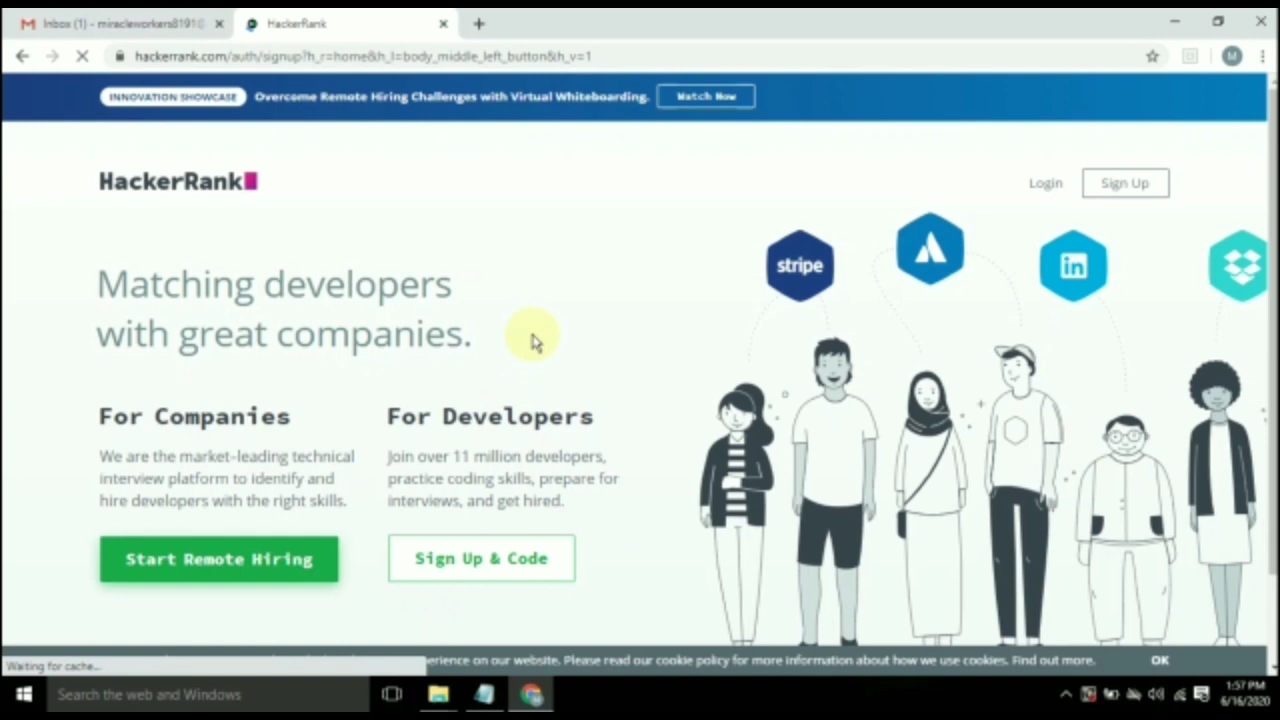 Inbox (1) - miracleworkers8191@
HackerRank
hackerrank.com/auth/signup?h_r=home&h_l=body_middle_left_button&h_v=1
M
INNOVATION SHOWCASE Overcome Remote Hiring Challenges with Virtual Whiteboarding. Watch Now
HackerRank
Login Sign Up
stripe
in
Matching developers
with great companies.
For Companies
We are the market-leading technical
interview platform to identify and
hire developers with the right skills.
Start Remote Hiring
For Developers
Join over 11 million developers,
practice coding skills, prepare for
interviews, and get hired.
Sign Up & Code
Waiting for cache...
erience on our website. Please read our cookie policy for more information about how we use cookies. Find out more. OK
Search the web and Windows
1:57 PM
6/16/2020